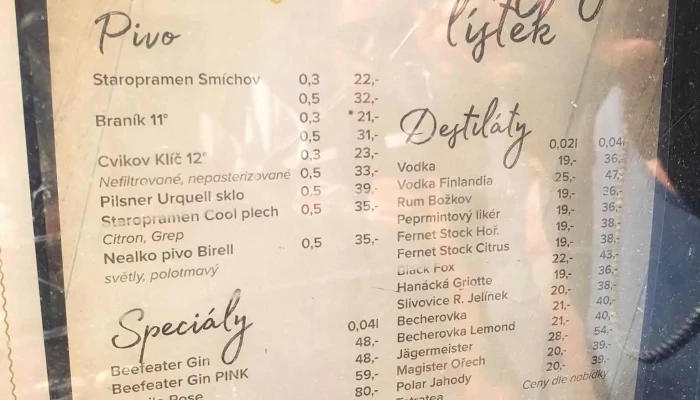 Pivo
Staropramen Smíchov 0,3 22,-
0,5 32,-
Braník 11° 0,3 *21,-
0,5 31,-
Cvikov Klíč 12° 0,3 23,-
Nefiltrované, nepasterizované 0,5 33,-
Pilsner Urquell sklo 0,5 39,-
Staropramen Cool plech 0,5 35,-
Citron, Grep
Nealko pivo Birell 0,5 35,-
světlý, polotmavý
Speciály
0,04l
Beefeater Gin 48,-
Beefeater Gin PINK 48,-
Rose 59,-
80,-
lístek
Destiláty
0,02l 0,04l
Vodka 19,- 36,-
Vodka Finlandia 25,- 47,-
Rum Božkov 19,- 36,-
Peprmintový likér 19,- 36,-
Fernet Stock Hoř. 19,- 38,-
Fernet Stock Citrus 19,- 38,-
Black Fox 22,- 43,-
Hanácká Griotte 19,- 36,-
Slivovice R. Jelínek 20,- 38,-
Becherovka 21,- 40,-
Becherovka Lemond 21,- 40,-
Jägermeister 28,- 54,-
Magister Ořech 20,- 39,-
Polar Jahody 20,- 39,-
Ceny dle nabídky